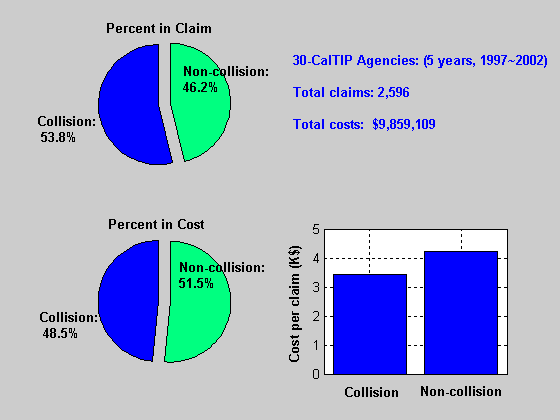 Percent in Claim
Non-collision:
46.2%
Collision:
53.8%
30-CalTIP Agencies: (5 years, 1997~2002)
Total claims: 2,596
Total costs:  $9,859,109
Percent in Cost
Non-collision:
51.5%
Collision:
48.5%
Cost per claim (K$)
5
4
3
2
1
0
Collision
Non-collision